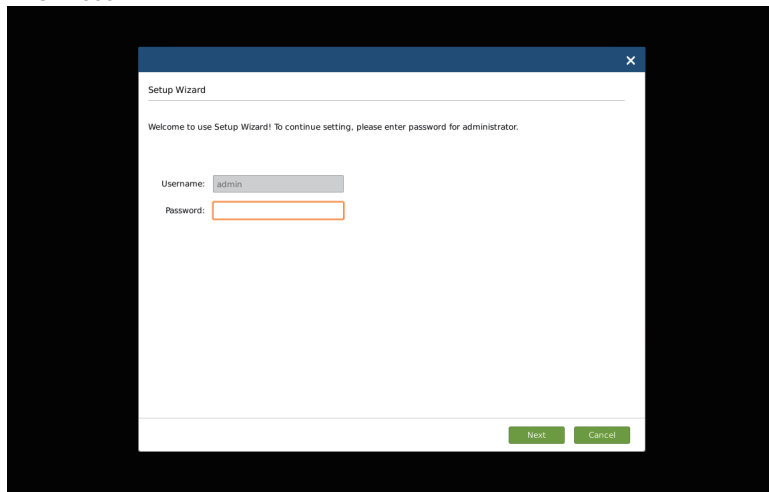 Setup Wizard
Welcome to use Setup Wizard! To continue setting, please enter password for administrator.
Username: admin
Password:
Next Cancel